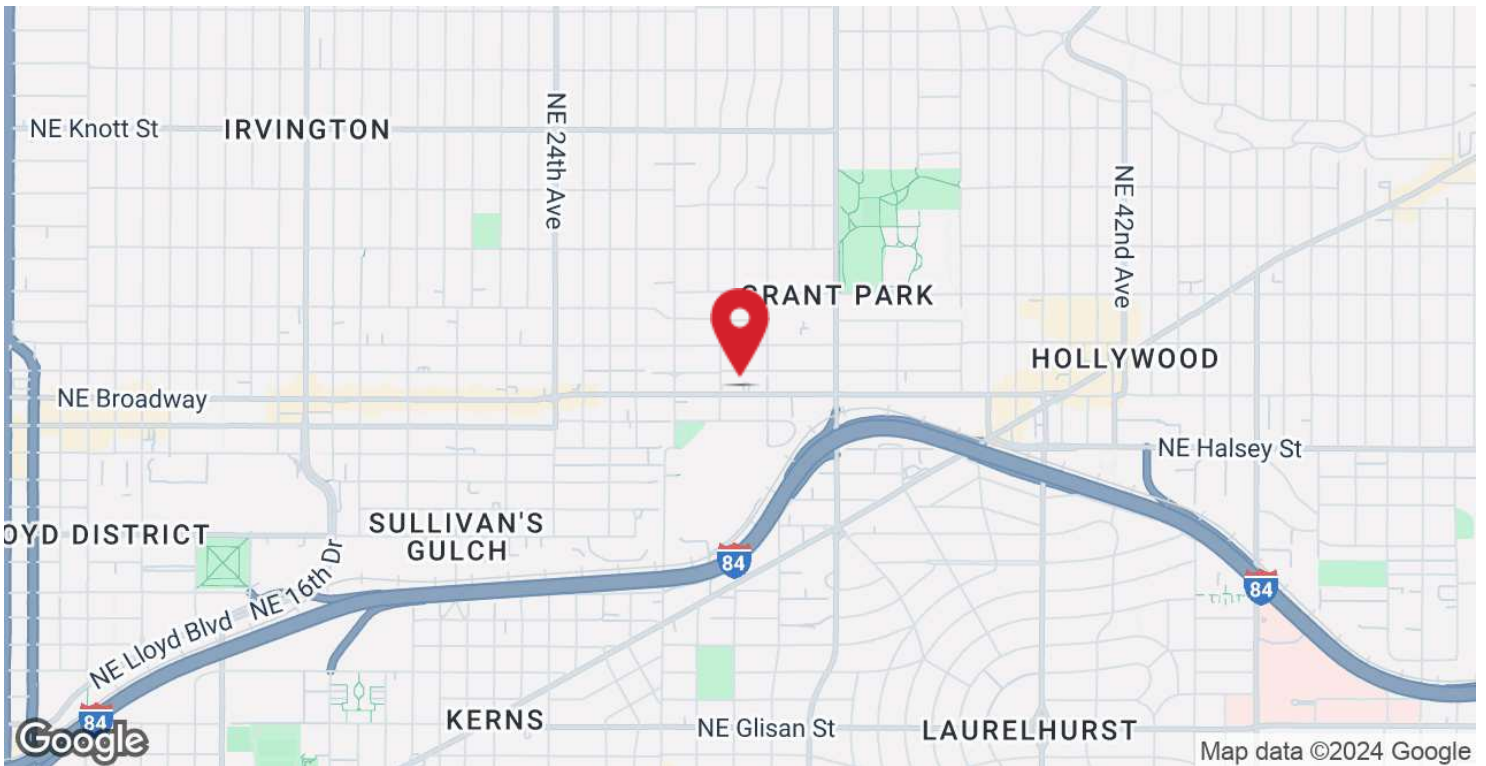 NE Knott St
IRVINGTON
NE 24th Ave
NE 42nd Ave
GRANT PARK
HOLLYWOOD
NE Broadway
NE Halsey St
OYD DISTRICT
SULLIVAN'S
GULCH
NE 16th Dr
84
84
NE Lloyd Blvd
84
KERNS
NE Glisan St
LAURELHURST
Google
Map data ©2024 Google